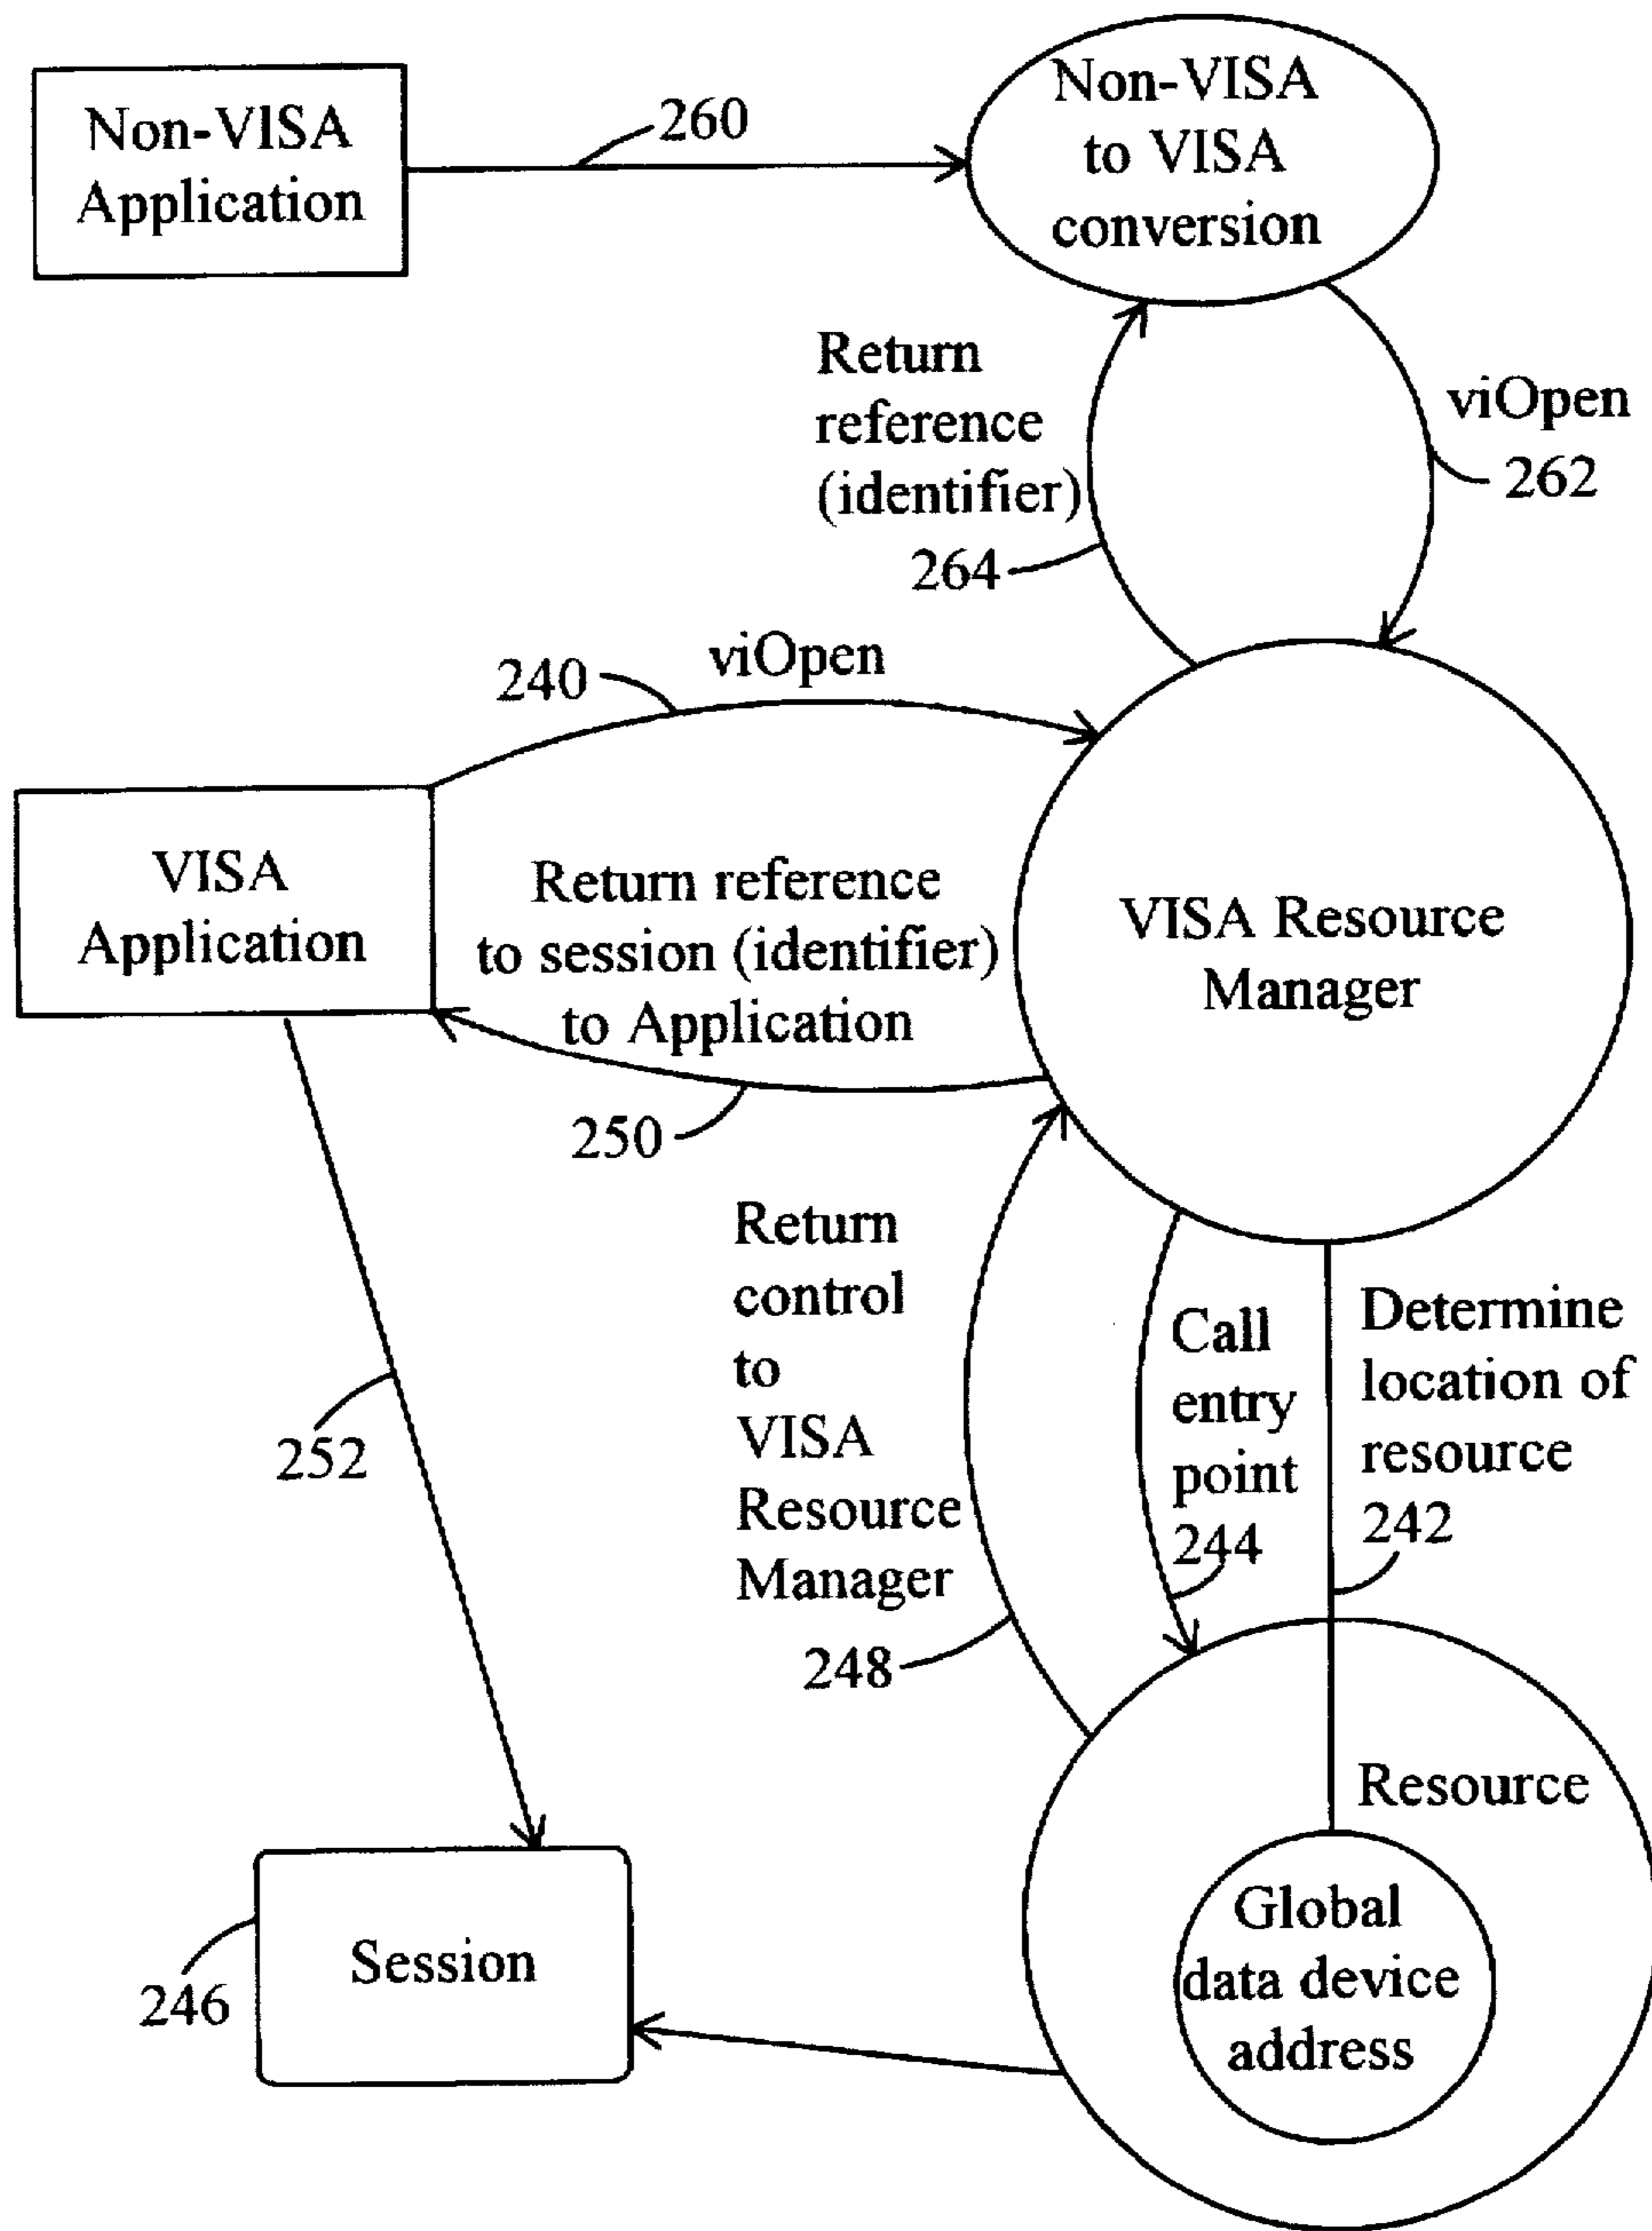 Non-VISA
Application
260
Non-VISA
to VISA
conversion
Return
reference
(identifier)
264
viOpen
262
240
viOpen
VISA
Application
Return reference
to session (identifier)
to Application
250
VISA Resource
Manager
252
Return
control
to
VISA
Resource
Manager
248
Call
entry
point
244
Determine
location of
resource
242
Resource
Global
data device
address
Session
246